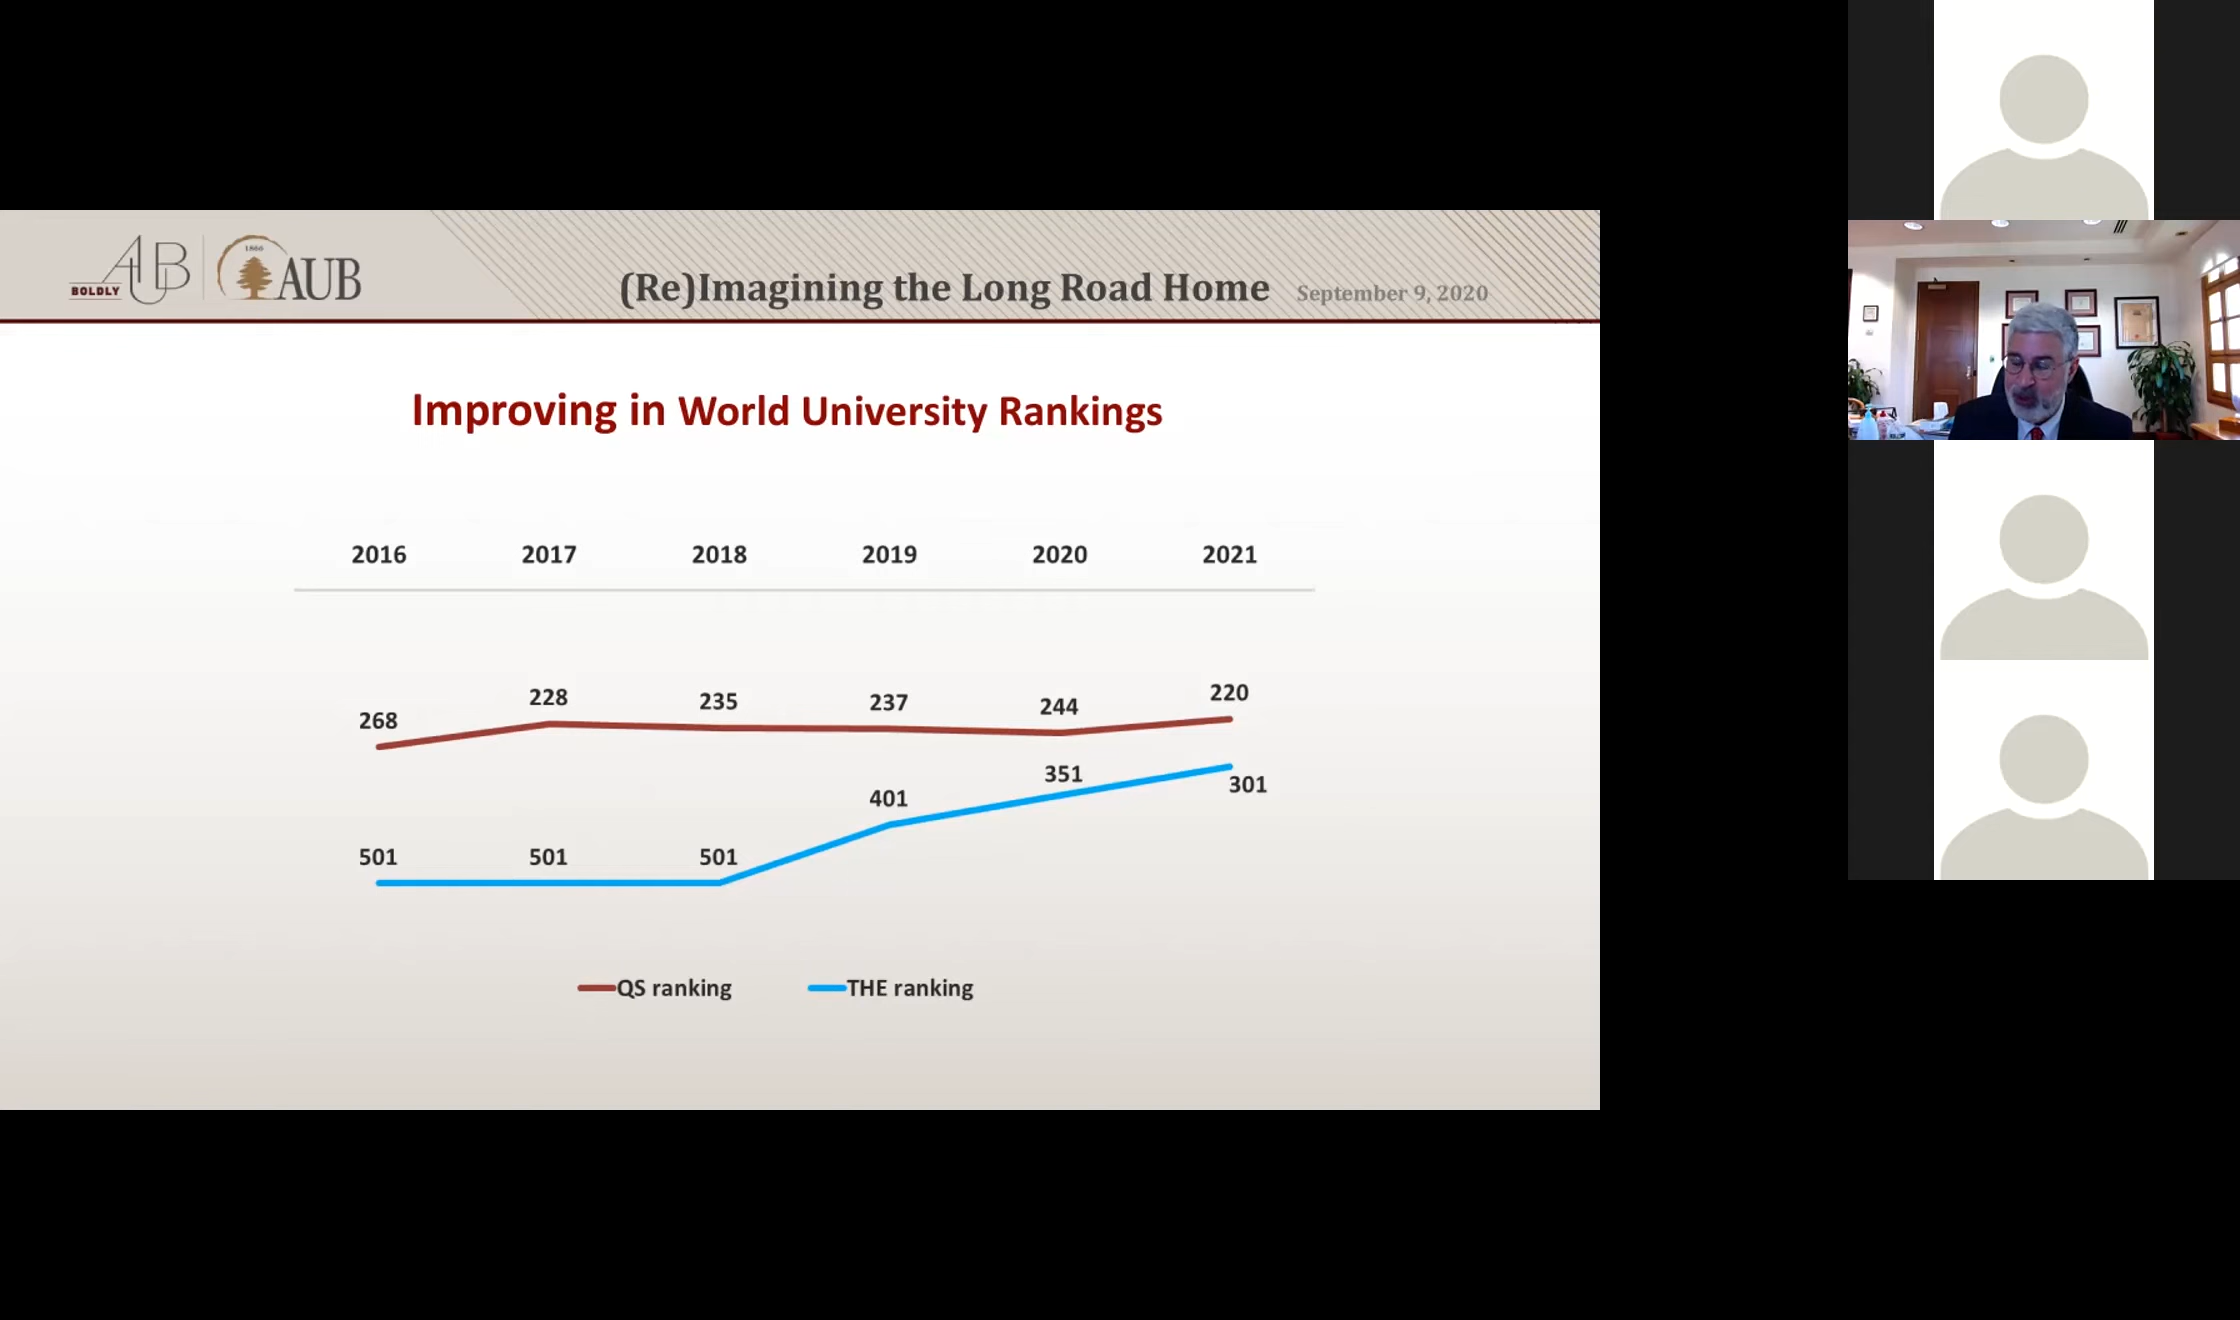 AUB
BOLDLY
1866
AUB
(Re)Imagining the Long Road Home September 9, 2020
Improving in World University Rankings
2016 2017 2018 2019 2020 2021
268 228 235 237 244 220
501 501 501 401 351 301
QS ranking THE ranking